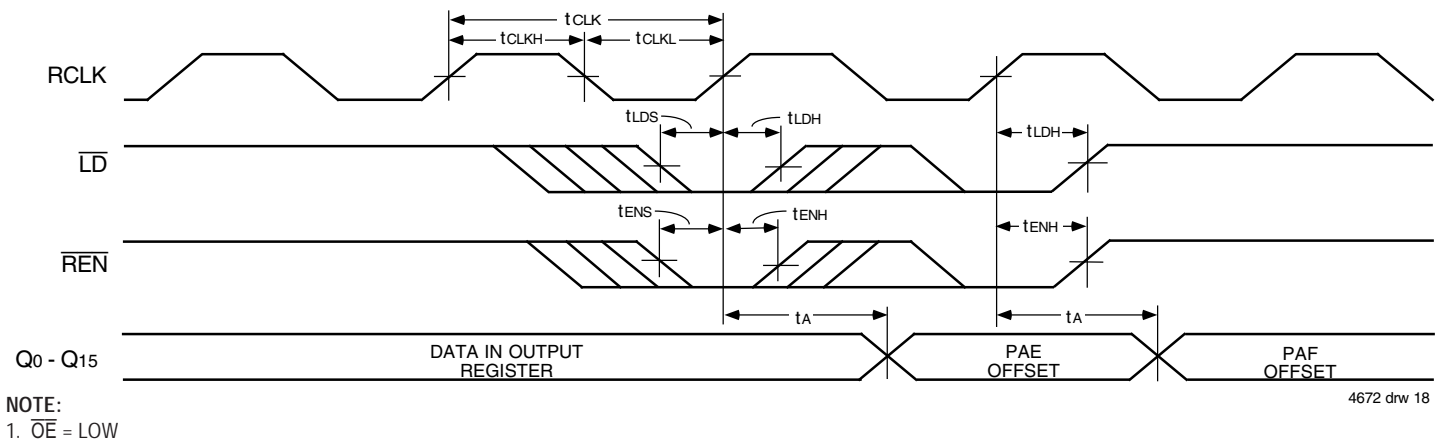 tCLK
tCLKH
tCLKL
RCLK
tLDS
tLDH
tLDH
LD
tENS
tENH
tENH
REN
tA
tA
Q0 - Q15
DATA IN OUTPUT
REGISTER
PAE
OFFSET
PAF
OFFSET
4672 drw 18
NOTE:
1. OE = LOW